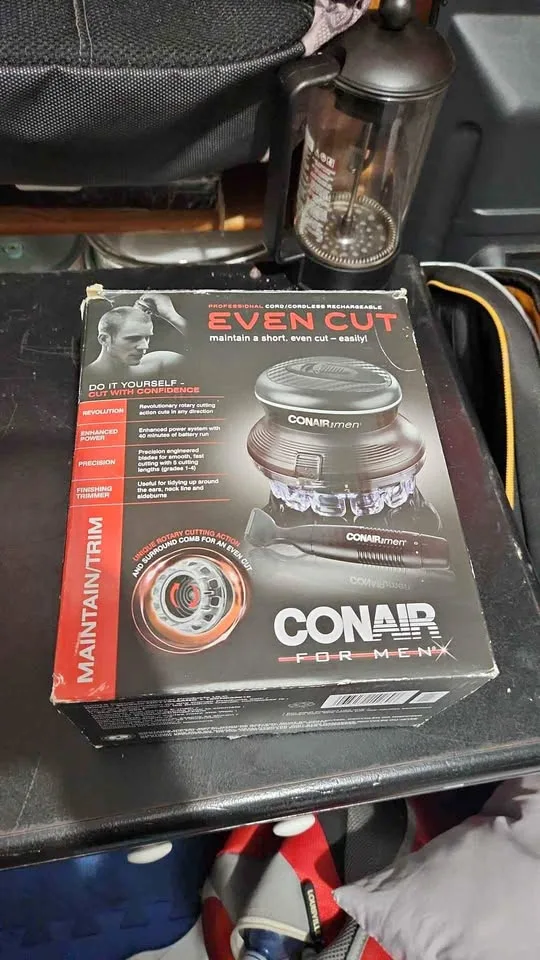 PROFESSIONAL CORD/CORDLESS RECHARGEABLE
EVEN CUT
maintain a short, even cut – easily!
DO IT YOURSELF -
CUT WITH CONFIDENCE
REVOLUTION
Revolutionary rotary cutting
action cuts in any direction
ENHANCED
POWER
Enhanced power system with
40 minutes of battery run
PRECISION
Precision engineered
blades for smooth, fast
cutting with 5 cutting
lengths (grades 1-4)
FINISHING
TRIMMER
Useful for tidying up around
the ears, neck line and
sideburns
MAINTAIN/TRIM
UNIQUE ROTARY CUTTING ACTION
AND SURROUND COMB FOR AN EVEN CUT
CONAIR4men
CONAIR4men
CONAIR
FOR MEN